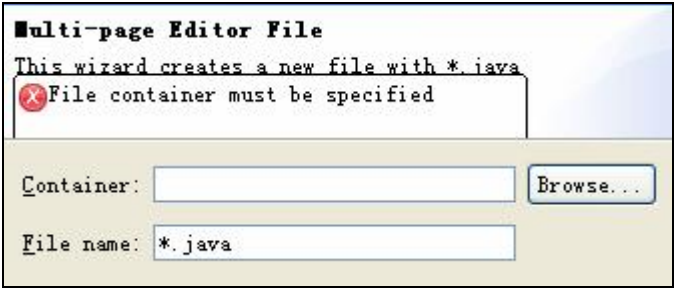 Multi-page Editor File
This wizard creates a new file with *.java
File container must be specified
Container: Browse...
File name: *.java